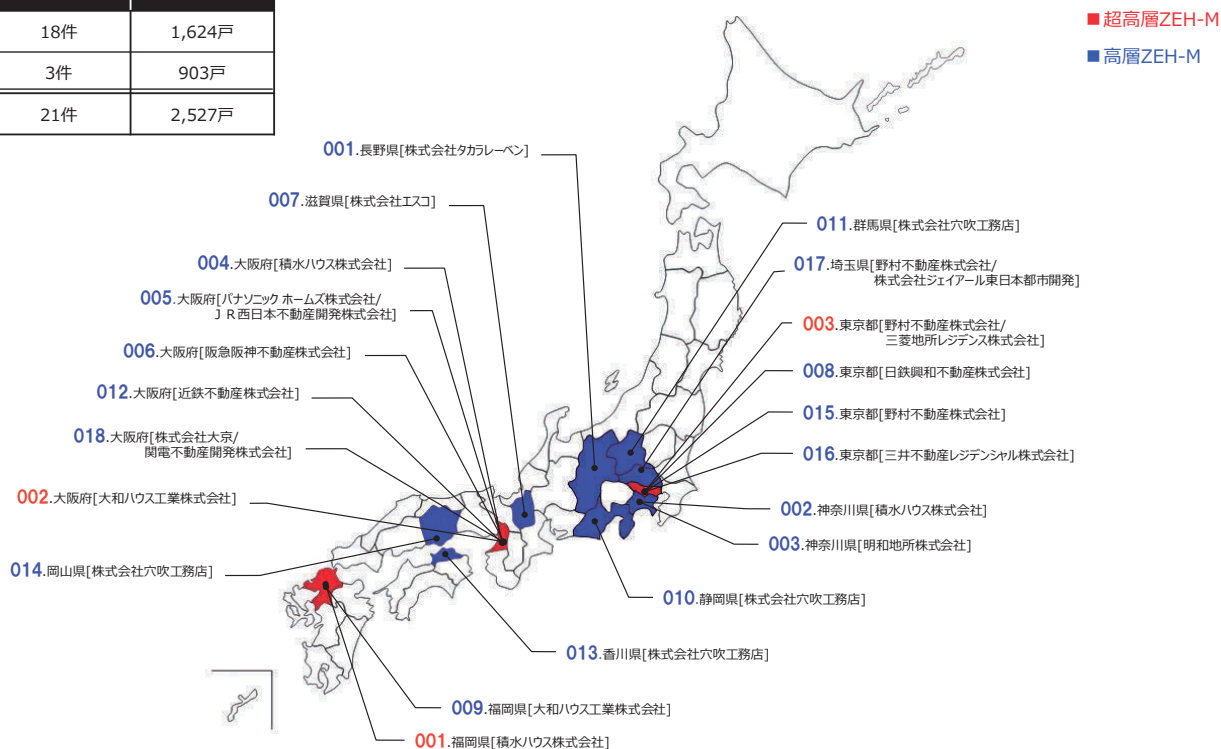 18件 1,624戸
3件 903戸
21件 2,527戸
■超高層ZEH-M
■高層ZEH-M
001.長野県[株式会社タカラレーベン]
007.滋賀県[株式会社エスコ]
004.大阪府[積水ハウス株式会社]
005.大阪府[パナソニック ホームズ株式会社/
ＪＲ西日本不動産開発株式会社]
006.大阪府[阪急阪神不動産株式会社]
012.大阪府[近鉄不動産株式会社]
018.大阪府[株式会社大京/
関電不動産開発株式会社]
002.大阪府[大和ハウス工業株式会社]
014.岡山県[株式会社穴吹工務店]
011.群馬県[株式会社穴吹工務店]
017.埼玉県[野村不動産株式会社/
株式会社ジェイアール東日本都市開発]
003.東京都[野村不動産株式会社/
三菱地所レジデンス株式会社]
008.東京都[日鉄興和不動産株式会社]
015.東京都[野村不動産株式会社]
016.東京都[三井不動産レジデンシャル株式会社]
002.神奈川県[積水ハウス株式会社]
003.神奈川県[明和地所株式会社]
010.静岡県[株式会社穴吹工務店]
013.香川県[株式会社穴吹工務店]
009.福岡県[大和ハウス工業株式会社]
001.福岡県[積水ハウス株式会社]